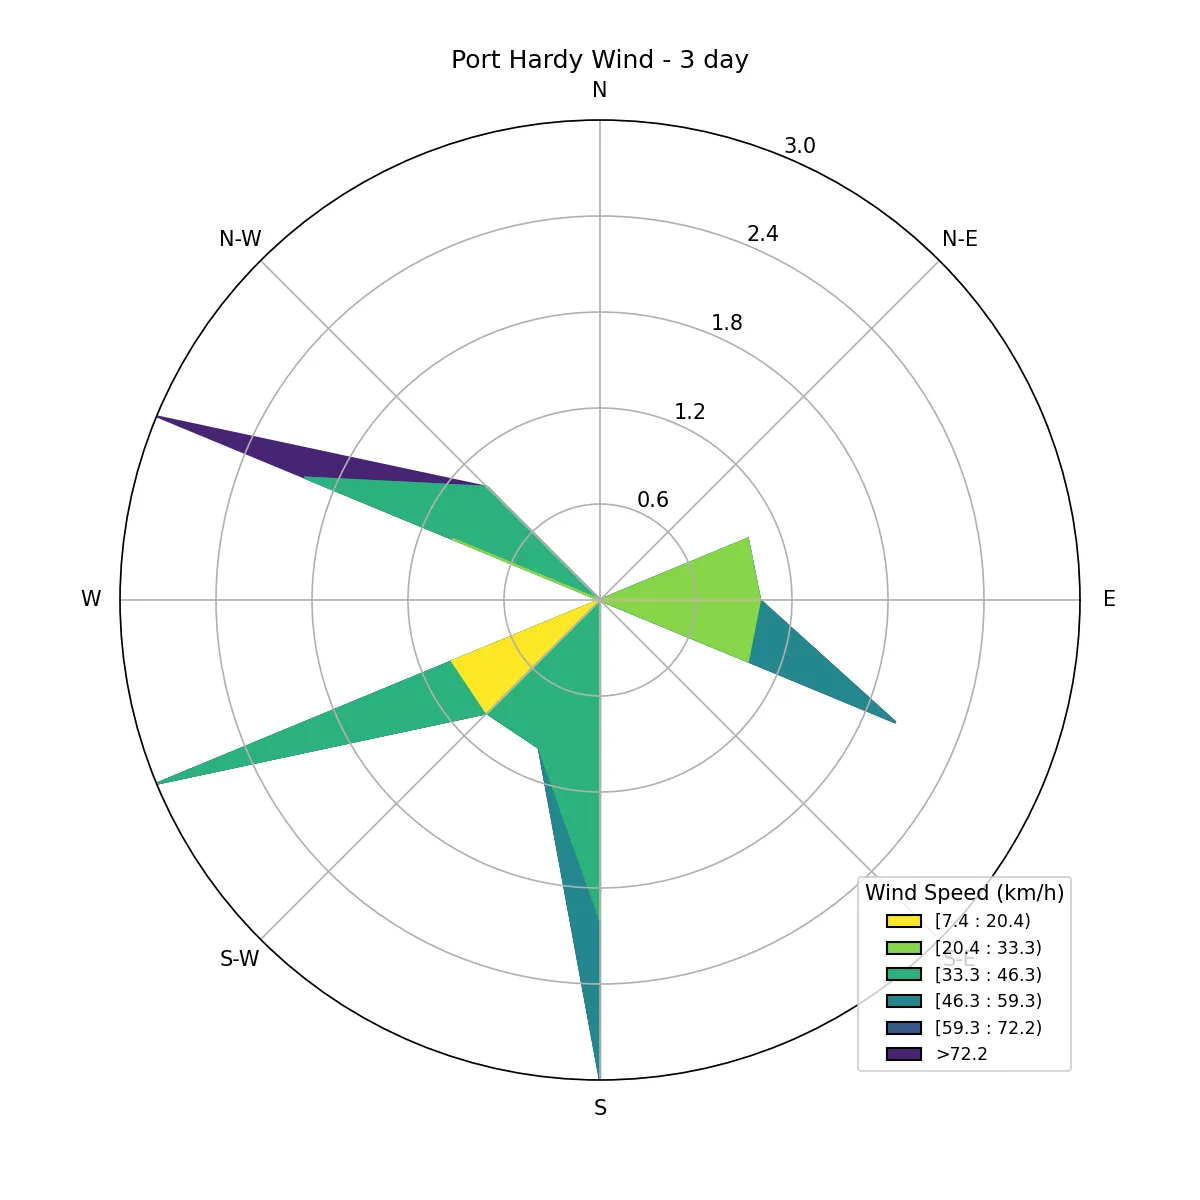 Port Hardy Wind - 3 day
N
3.0
N-W
2.4
N-E
1.8
1.2
0.6
W
E
S-W
S-E
S
Wind Speed (km/h)
[7.4 : 20.4)
[20.4 : 33.3)
[33.3 : 46.3)
[46.3 : 59.3)
[59.3 : 72.2)
>72.2